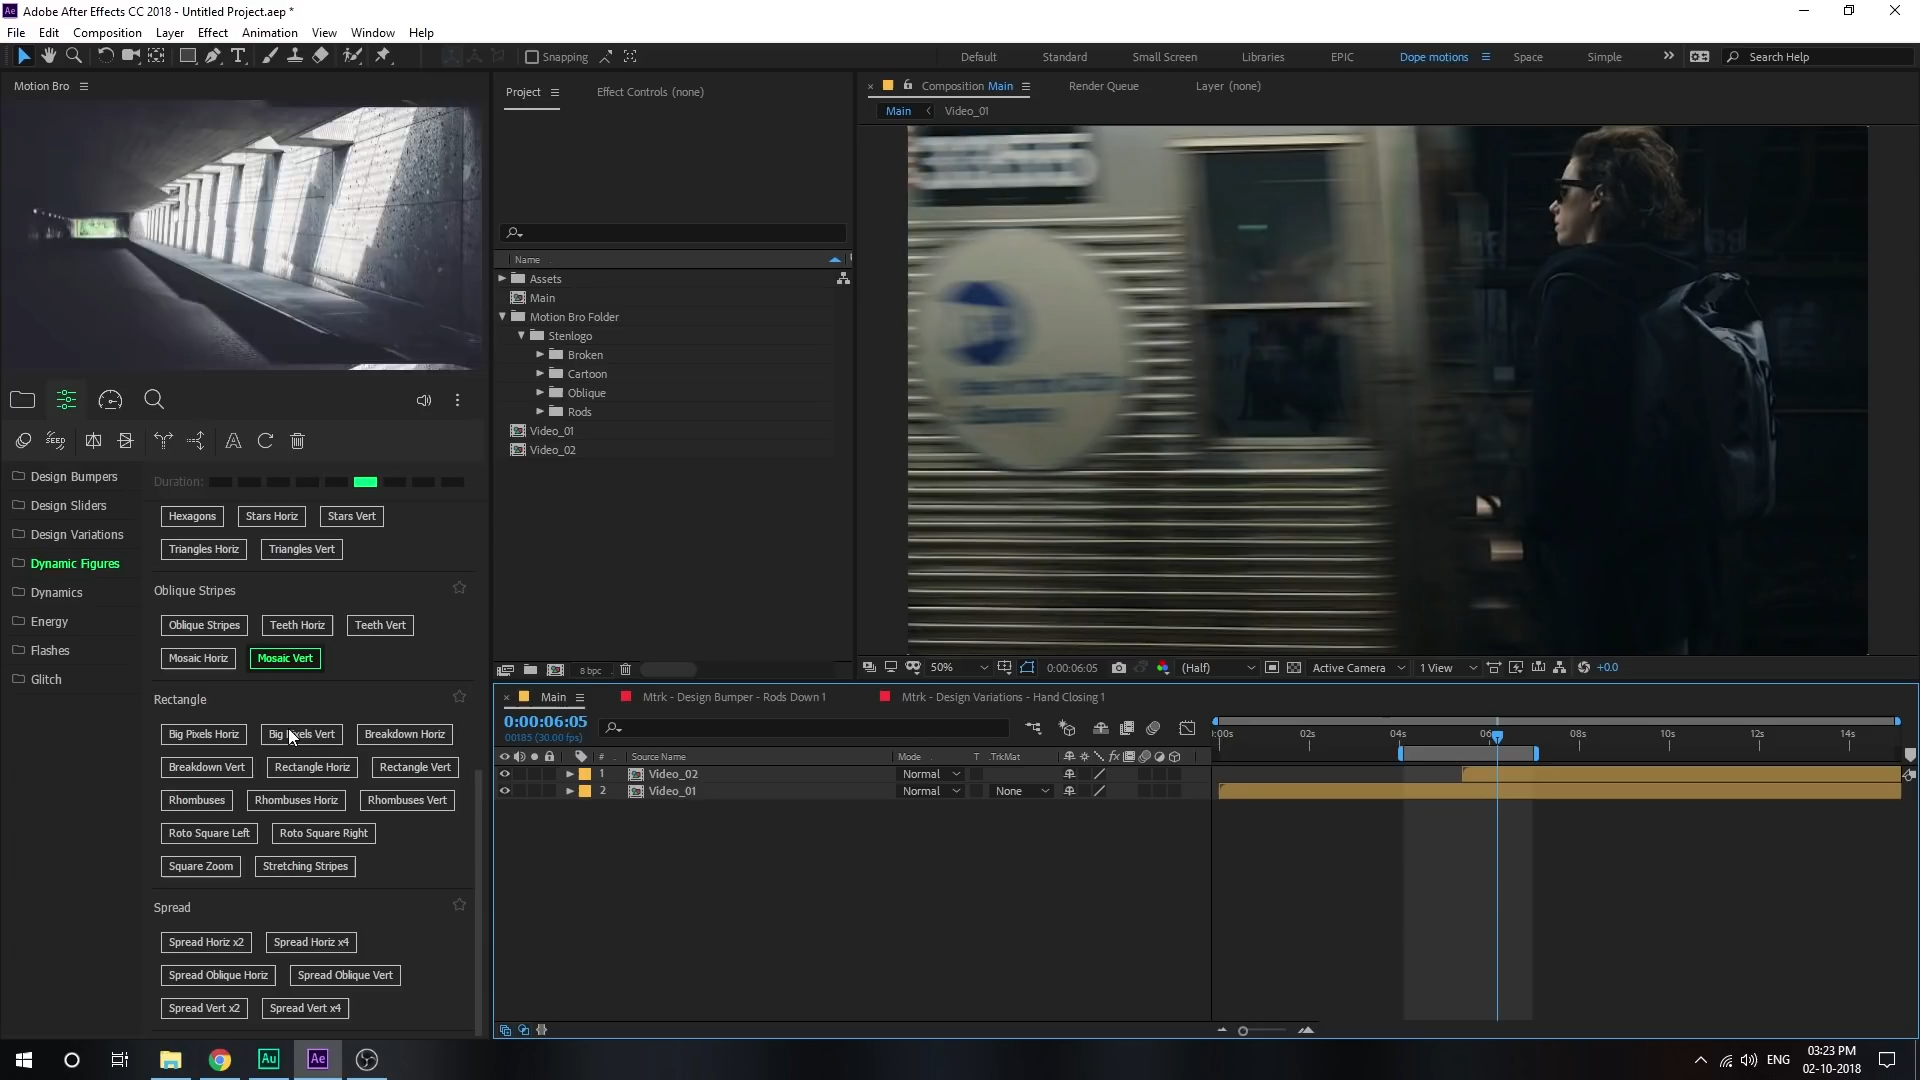 Adobe After Effects CC 2018 - Untitled Project.aep *
File Edit Composition Layer Effect Animation View Window Help
Snapping
Default Standard Small Screen Libraries EPIC Dope motions Space Simple Search Help
Motion Bro
Project Effect Controls (none)
Composition Main Render Queue Layer (none)
Main Video_01
Name
Assets
Main
Motion Bro Folder
Stenlogo
Broken
Cartoon
Oblique
Rods
Video_01
Video_02
SEED
Design Bumpers
Design Sliders
Design Variations
Dynamic Figures
Dynamics
Energy
Flashes
Glitch
Duration:
Hexagons Stars Horiz Stars Vert
Triangles Horiz Triangles Vert
Oblique Stripes
Oblique Stripes Teeth Horiz Teeth Vert
Mosaic Horiz Mosaic Vert
Rectangle
Big Pixels Horiz Big Pixels Vert Breakdown Horiz
Breakdown Vert Rectangle Horiz Rectangle Vert
Rhombuses Rhombuses Horiz Rhombuses Vert
Roto Square Left Roto Square Right
Square Zoom Stretching Stripes
Spread
Spread Horiz x2 Spread Horiz x4
Spread Oblique Horiz Spread Oblique Vert
Spread Vert x2 Spread Vert x4
8 bpc
50% 0:00:06:05 (Half) Active Camera 1 View +0.0
Main Mtrk - Design Bumper - Rods Down 1 Mtrk - Design Variations - Hand Closing 1
0:00:06:05
00185 (30.00 fps)
# Source Name Mode T .TrkMat
1 Video_02 Normal
2 Video_01 Normal None
:00s 02s 04s 06s 08s 10s 12s 14s
Au Ae
ENG
03:23 PM
02-10-2018